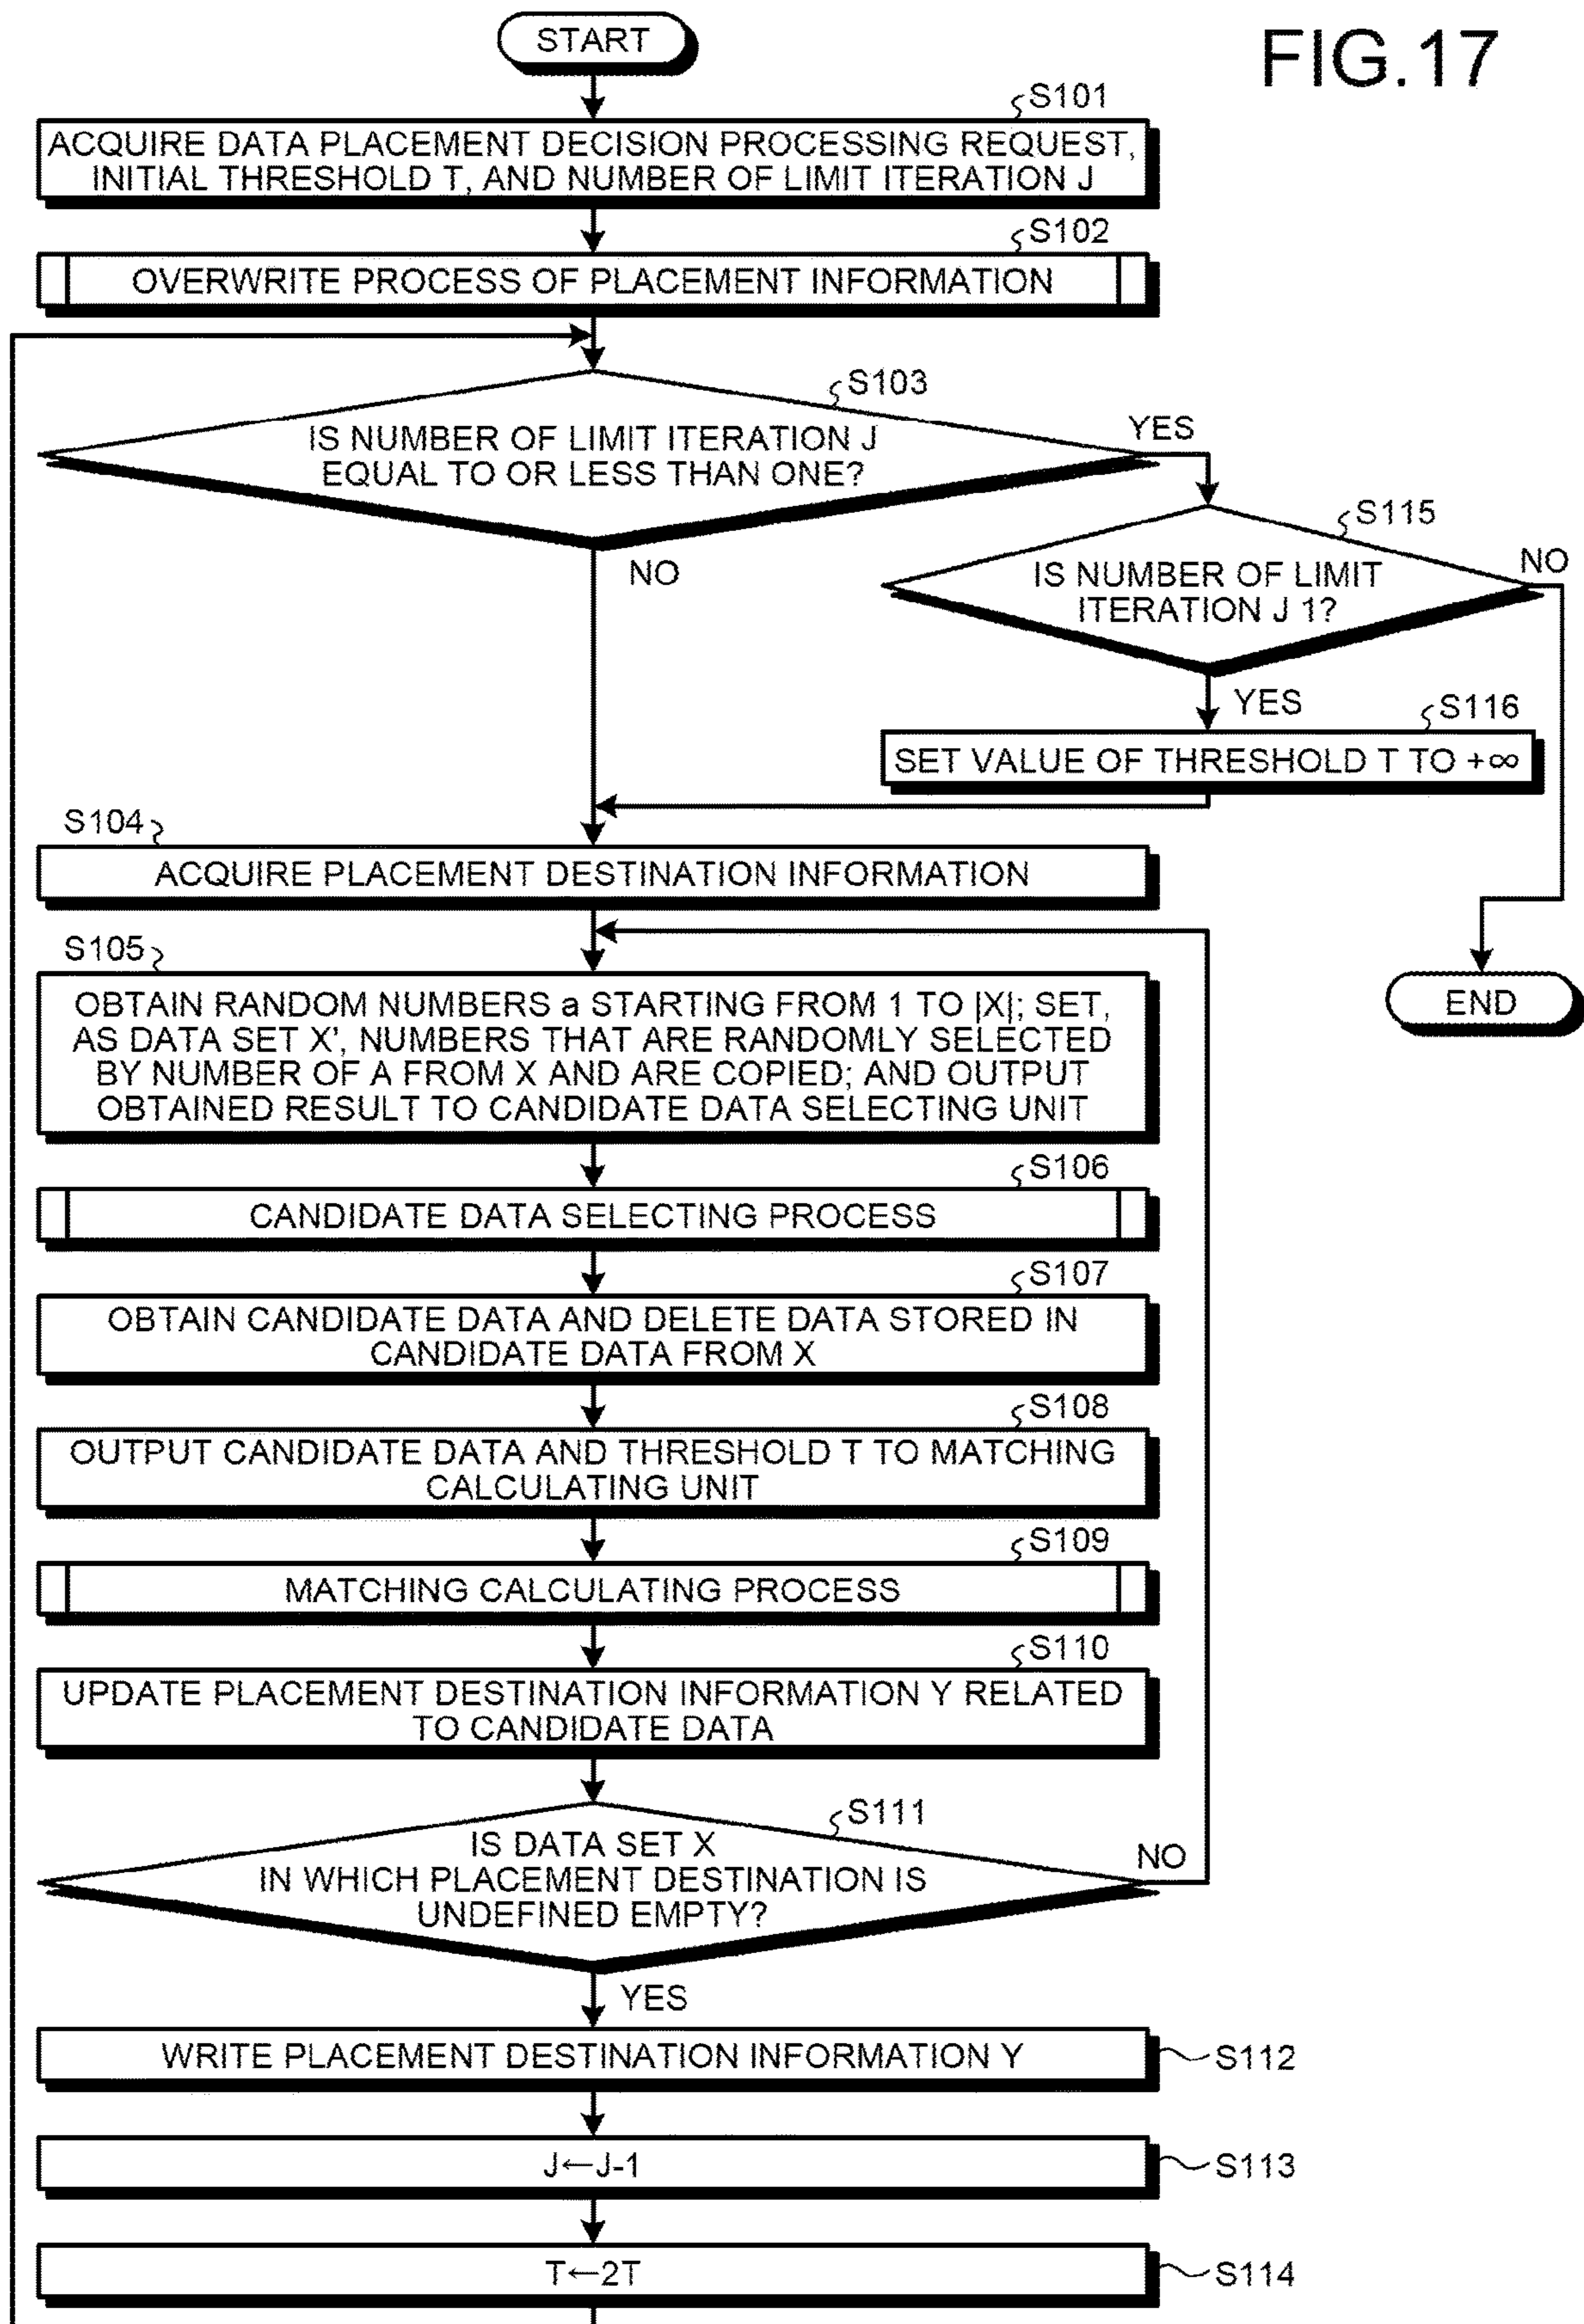 START
FIG.17
S101
ACQUIRE DATA PLACEMENT DECISION PROCESSING REQUEST,
INITIAL THRESHOLD T, AND NUMBER OF LIMIT ITERATION J
S102
OVERWRITE PROCESS OF PLACEMENT INFORMATION
S103
IS NUMBER OF LIMIT ITERATION J
EQUAL TO OR LESS THAN ONE?
YES
NO
S115
IS NUMBER OF LIMIT
ITERATION J 1?
NO
YES
S116
SET VALUE OF THRESHOLD T TO +∞
S104
ACQUIRE PLACEMENT DESTINATION INFORMATION
S105
OBTAIN RANDOM NUMBERS a STARTING FROM 1 TO |X|; SET,
AS DATA SET X', NUMBERS THAT ARE RANDOMLY SELECTED
BY NUMBER OF A FROM X AND ARE COPIED; AND OUTPUT
OBTAINED RESULT TO CANDIDATE DATA SELECTING UNIT
END
S106
CANDIDATE DATA SELECTING PROCESS
S107
OBTAIN CANDIDATE DATA AND DELETE DATA STORED IN
CANDIDATE DATA FROM X
S108
OUTPUT CANDIDATE DATA AND THRESHOLD T TO MATCHING
CALCULATING UNIT
S109
MATCHING CALCULATING PROCESS
S110
UPDATE PLACEMENT DESTINATION INFORMATION Y RELATED
TO CANDIDATE DATA
S111
IS DATA SET X
IN WHICH PLACEMENT DESTINATION IS
UNDEFINED EMPTY?
NO
YES
WRITE PLACEMENT DESTINATION INFORMATION Y
S112
J←J-1
S113
T←2T
S114